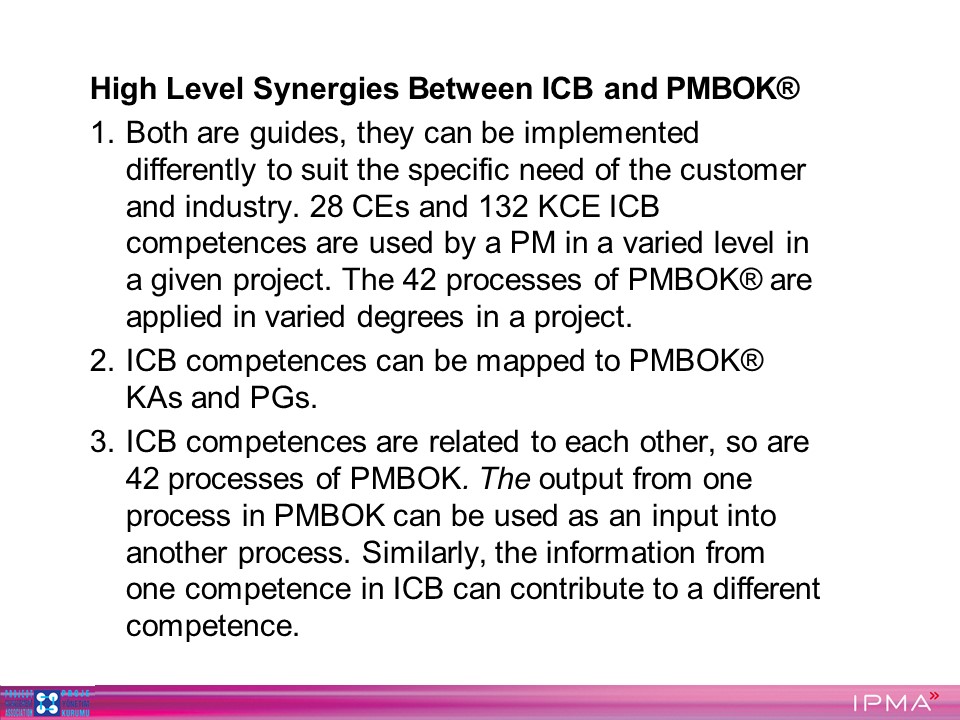 High Level Synergies Between ICB and PMBOK®
1. Both are guides, they can be implemented
differently to suit the specific need of the customer
and industry. 28 CEs and 132 KCE ICB
competences are used by a PM in a varied level in
a given project. The 42 processes of PMBOK® are
applied in varied degrees in a project.
2. ICB competences can be mapped to PMBOK®
KAs and PGs.
3. ICB competences are related to each other, so are
42 processes of PMBOK. The output from one
process in PMBOK can be used as an input into
another process. Similarly, the information from
one competence in ICB can contribute to a different
competence.
IPMA